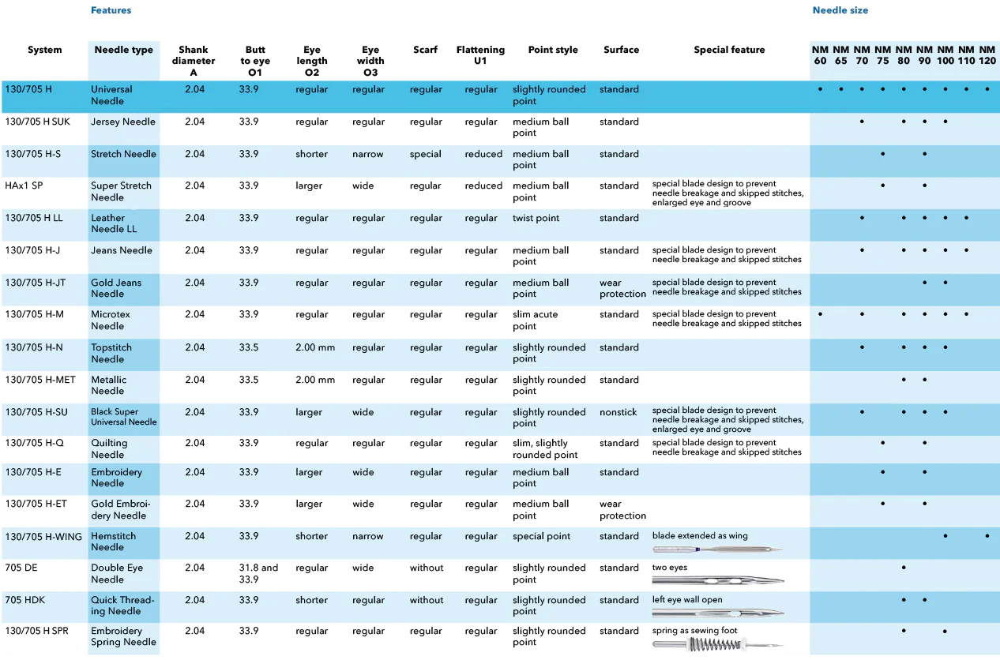 Features Needle size
System Needle type Shank diameter A Butt to eye O1 Eye length O2 Eye width O3 Scarf Flattening U1 Point style Surface Special feature NM 60 NM 65 NM 70 NM 75 NM 80 NM 90 NM 100 NM 110 NM 120
130/705 H Universal Needle 2.04 33.9 regular regular regular regular slightly rounded point standard • • • • • • • • •
130/705 H SUK Jersey Needle 2.04 33.9 regular regular regular regular medium ball point standard • • • •
130/705 H-S Stretch Needle 2.04 33.9 shorter narrow special reduced medium ball point standard • •
HAx1 SP Super Stretch Needle 2.04 33.9 larger wide regular reduced medium ball point standard special blade design to prevent needle breakage and skipped stitches, enlarged eye and groove • •
130/705 H LL Leather Needle LL 2.04 33.9 regular regular regular regular twist point standard • • • • •
130/705 H-J Jeans Needle 2.04 33.9 regular regular regular regular medium ball point standard special blade design to prevent needle breakage and skipped stitches • • • • •
130/705 H-JT Gold Jeans Needle 2.04 33.9 regular regular regular regular medium ball point wear protection special blade design to prevent needle breakage and skipped stitches • •
130/705 H-M Microtex Needle 2.04 33.9 regular regular regular regular slim acute point standard special blade design to prevent needle breakage and skipped stitches • • • • • •
130/705 H-N Topstitch Needle 2.04 33.5 2.00 mm regular regular regular slightly rounded point standard • • • •
130/705 H-MET Metallic Needle 2.04 33.5 2.00 mm regular regular regular slightly rounded point standard • •
130/705 H-SU Black Super Universal Needle 2.04 33.9 larger wide regular regular slightly rounded point nonstick special blade design to prevent needle breakage and skipped stitches, enlarged eye and groove • • • •
130/705 H-Q Quilting Needle 2.04 33.9 regular regular regular regular slim, slightly rounded point standard special blade design to prevent needle breakage and skipped stitches • •
130/705 H-E Embroidery Needle 2.04 33.9 larger wide regular regular medium ball point standard • •
130/705 H-ET Gold Embroi-dery Needle 2.04 33.9 larger wide regular regular medium ball point wear protection • •
130/705 H-WING Hemstitch Needle 2.04 33.9 shorter narrow regular regular special point standard blade extended as wing • •
705 DE Double Eye Needle 2.04 31.8 and 33.9 regular wide without regular slightly rounded point standard two eyes •
705 HDK Quick Thread-ing Needle 2.04 33.9 shorter regular without regular slightly rounded point standard left eye wall open • •
130/705 H SPR Embroidery Spring Needle 2.04 33.9 regular regular regular regular slightly rounded point standard spring as sewing foot • •